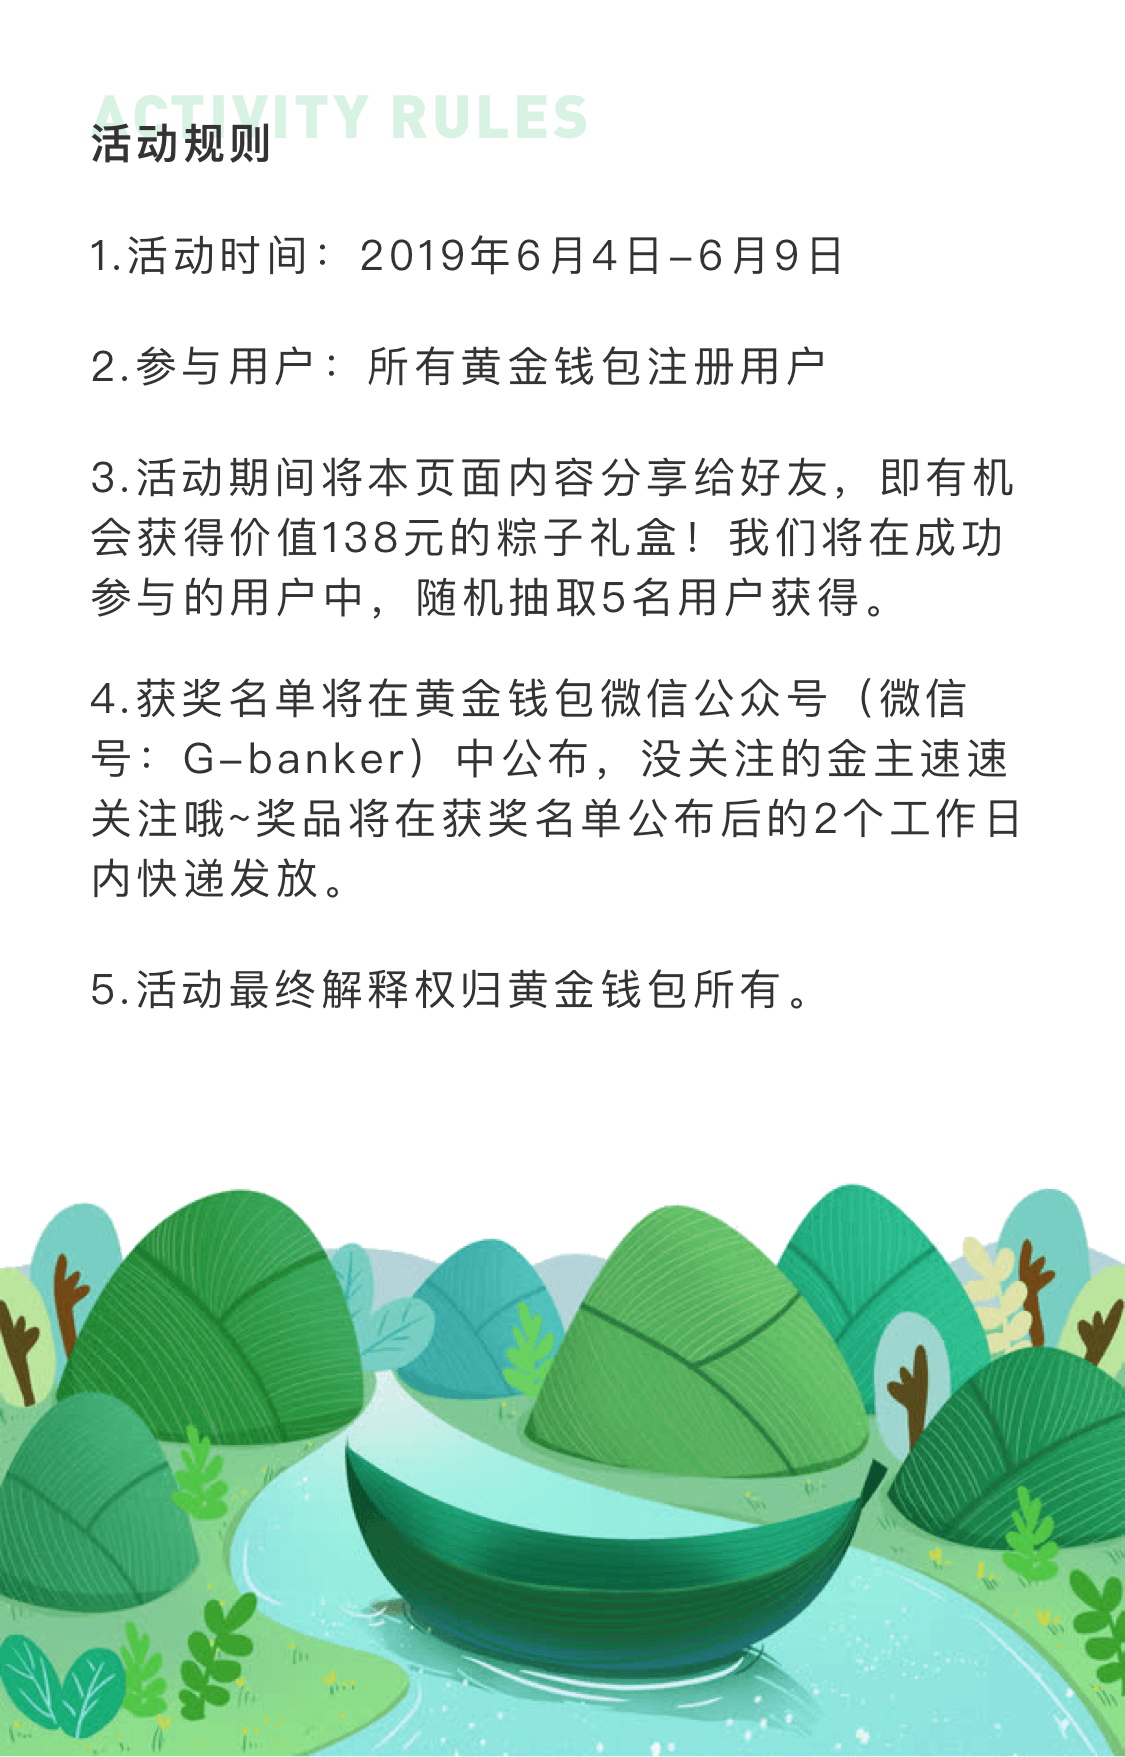 ACTIVITY RULES
活动规则
1.活动时间：2019年6月4日-6月9日
2.参与用户：所有黄金钱包注册用户
3.活动期间将本页面内容分享给好友，即有机
会获得价值138元的粽子礼盒！我们将在成功
参与的用户中，随机抽取5名用户获得。
4.获奖名单将在黄金钱包微信公众号（微信
号：G-banker）中公布，没关注的金主速速
关注哦~奖品将在获奖名单公布后的2个工作日
内快递发放。
5.活动最终解释权归黄金钱包所有。